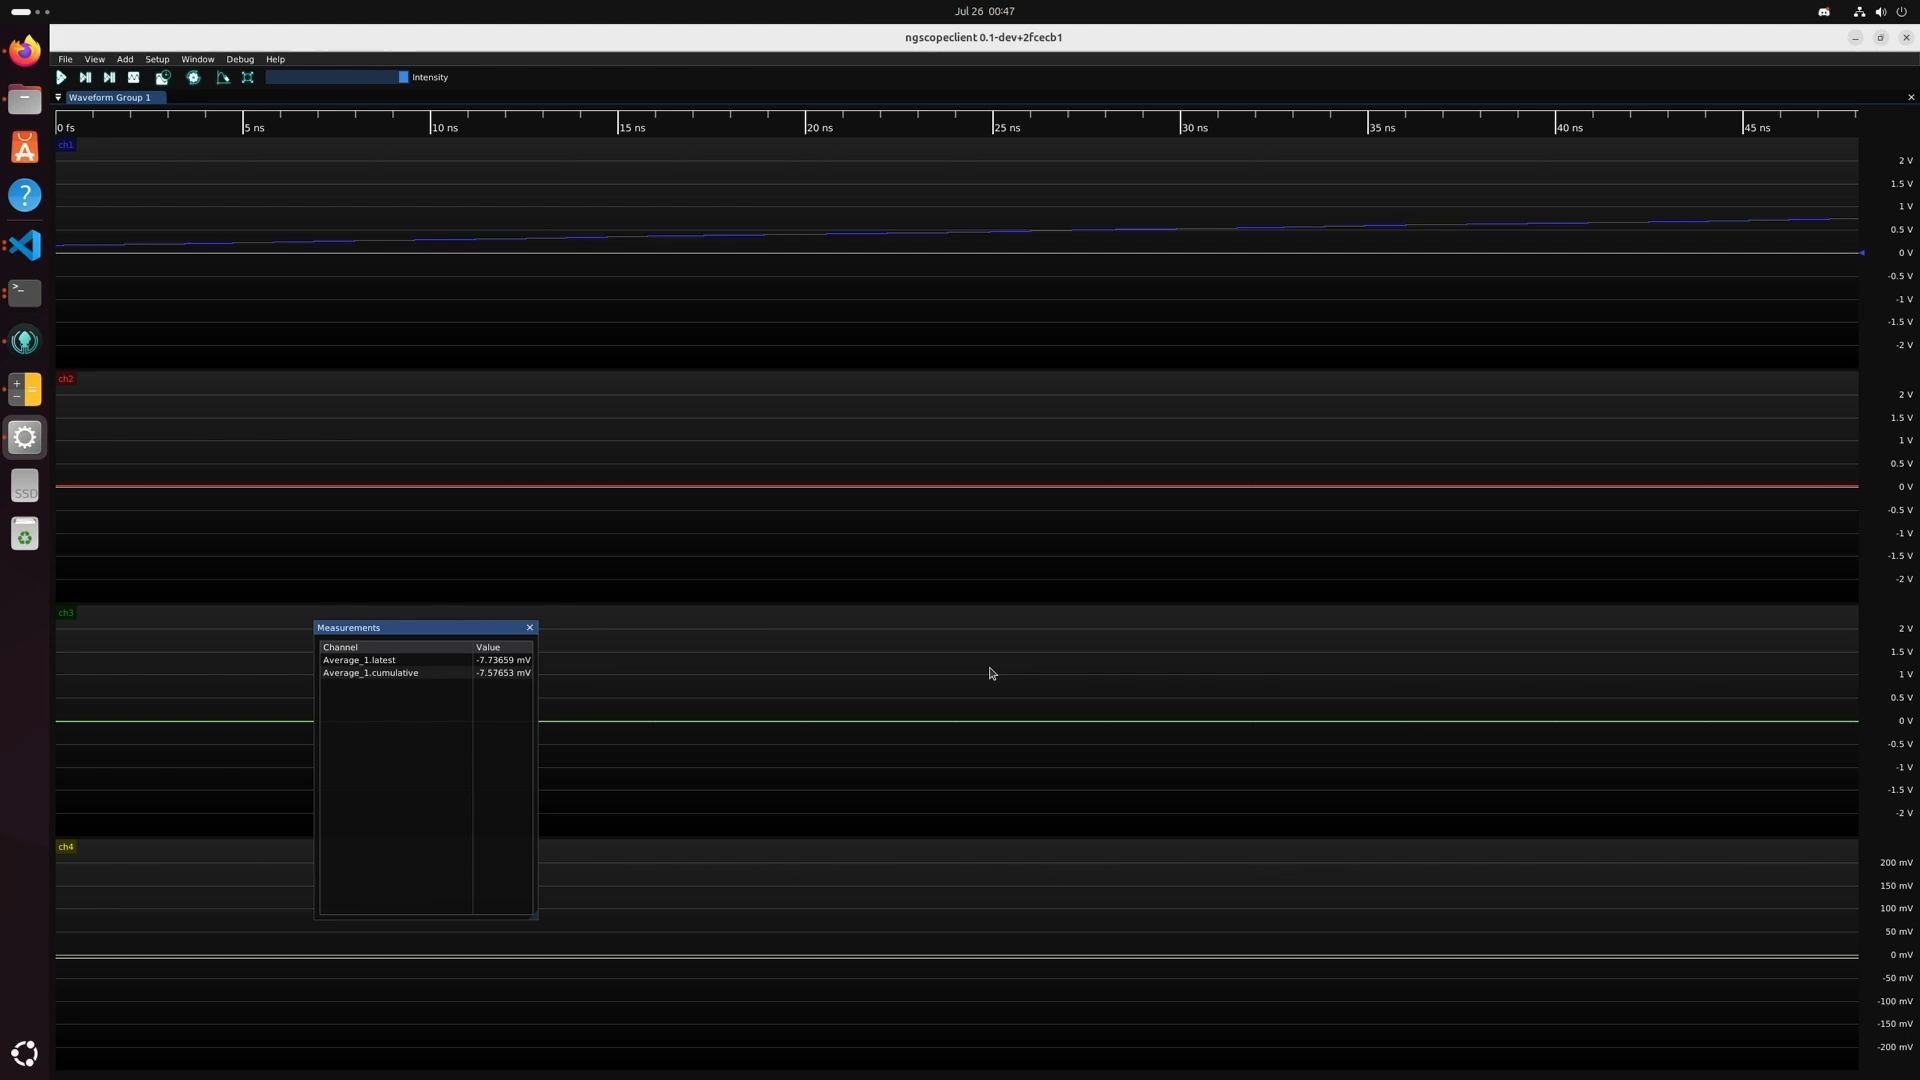 Jul 26 00:47
ngscopeclient 0.1-dev+2fcecb1
File View Add Setup Window Debug Help
Intensity
Waveform Group 1
0 fs 5 ns 10 ns 15 ns 20 ns 25 ns 30 ns 35 ns 40 ns 45 ns
ch1
2 V
1.5 V
1 V
0.5 V
0 V
-0.5 V
-1 V
-1.5 V
-2 V
ch2
2 V
1.5 V
1 V
0.5 V
0 V
-0.5 V
-1 V
-1.5 V
-2 V
ch3
2 V
1.5 V
1 V
0.5 V
0 V
-0.5 V
-1 V
-1.5 V
-2 V
Measurements
Channel Value
Average_1.latest -7.73659 mV
Average_1.cumulative -7.57653 mV
ch4
200 mV
150 mV
100 mV
50 mV
0 mV
-50 mV
-100 mV
-150 mV
-200 mV
SSD